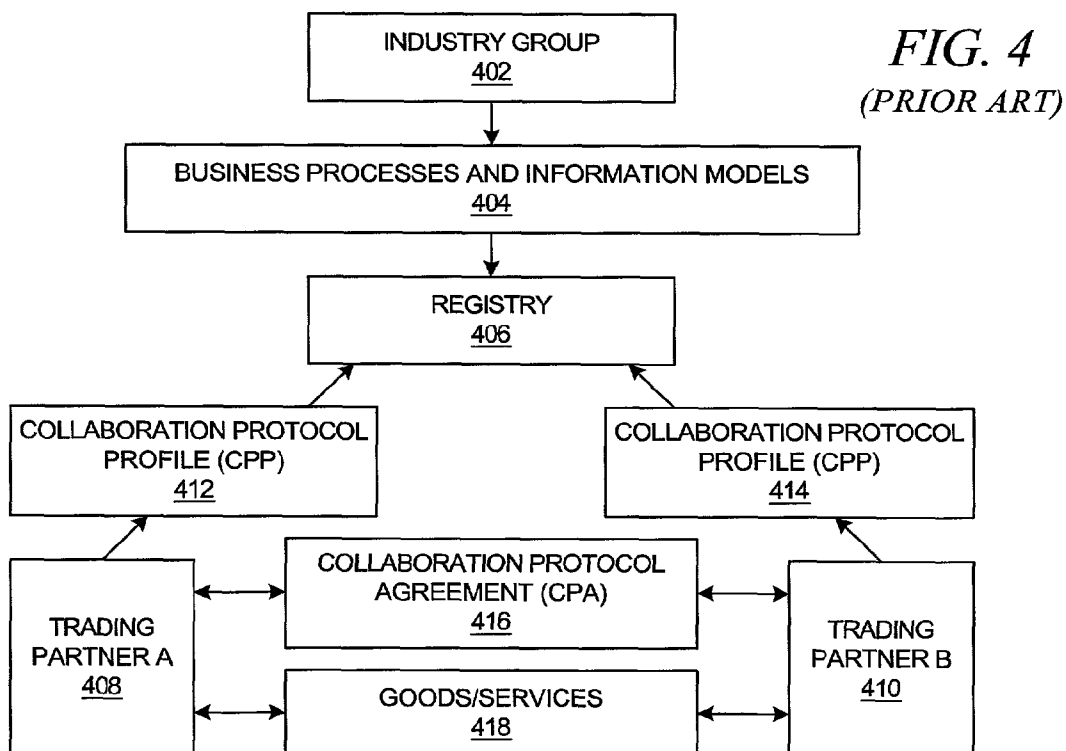 INDUSTRY GROUP
402
FIG. 4
(PRIOR ART)
BUSINESS PROCESSES AND INFORMATION MODELS
404
REGISTRY
406
COLLABORATION PROTOCOL
PROFILE (CPP)
412
COLLABORATION PROTOCOL
PROFILE (CPP)
414
TRADING
PARTNER A
408
COLLABORATION PROTOCOL
AGREEMENT (CPA)
416
GOODS/SERVICES
418
TRADING
PARTNER B
410